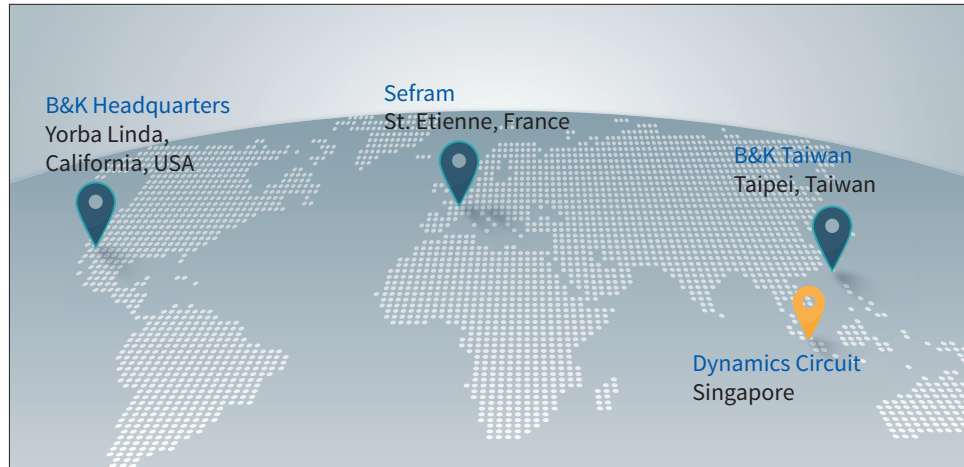 B&K Headquarters
Yorba Linda,
California, USA
Sefram
St. Etienne, France
B&K Taiwan
Taipei, Taiwan
Dynamics Circuit
Singapore